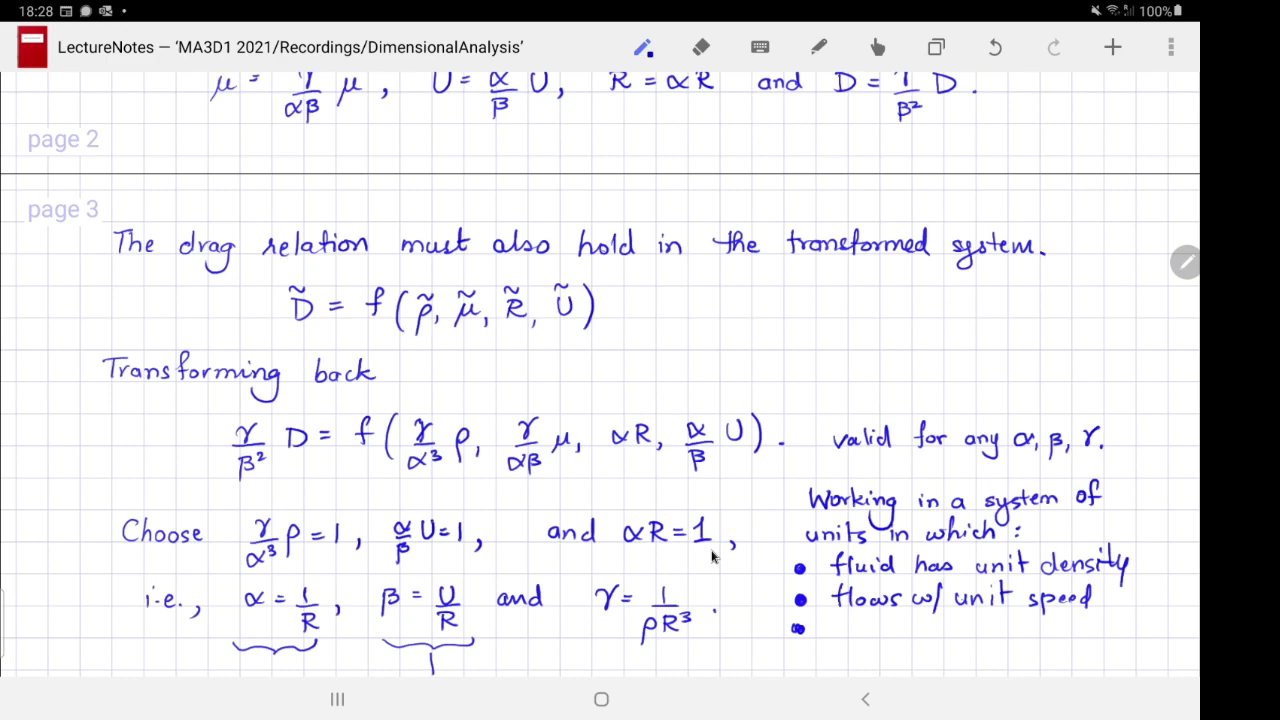 18:28 100%
LectureNotes — ‘MA3D1 2021/Recordings/DimensionalAnalysis’
μ̃ = γ/αβ μ, Ũ = α/β U, R̃ = αR and D̃ = γ/β² D.
page 2
page 3
The drag relation must also hold in the transformed system.
D̃ = f(ρ̃, μ̃, R̃, Ũ)
Transforming back
γ/β² D = f(γ/α³ ρ, γ/αβ μ, αR, α/β U). valid for any α, β, γ.
Choose γ/α³ ρ = 1, α/β U = 1, and αR = 1,
i.e., α = 1/R, β = U/R and γ = 1/ρR³.
Working in a system of
units in which:
• fluid has unit density
• flows w/ unit speed
•